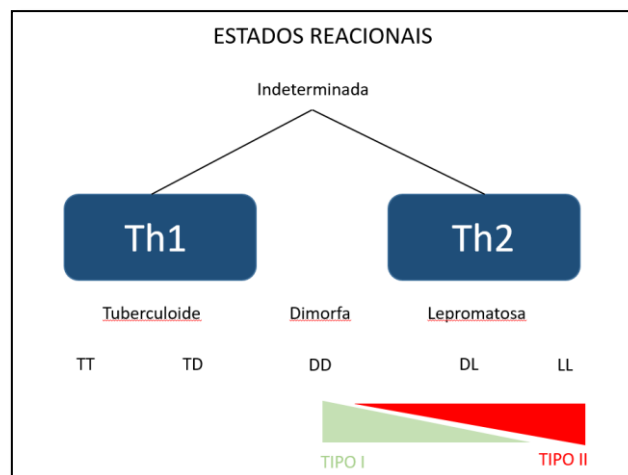 ESTADOS REACIONAIS
Indeterminada
Th1 Th2
Tuberculoide Dimorfa Lepromatosa
TT TD DD DL LL
TIPO I TIPO II